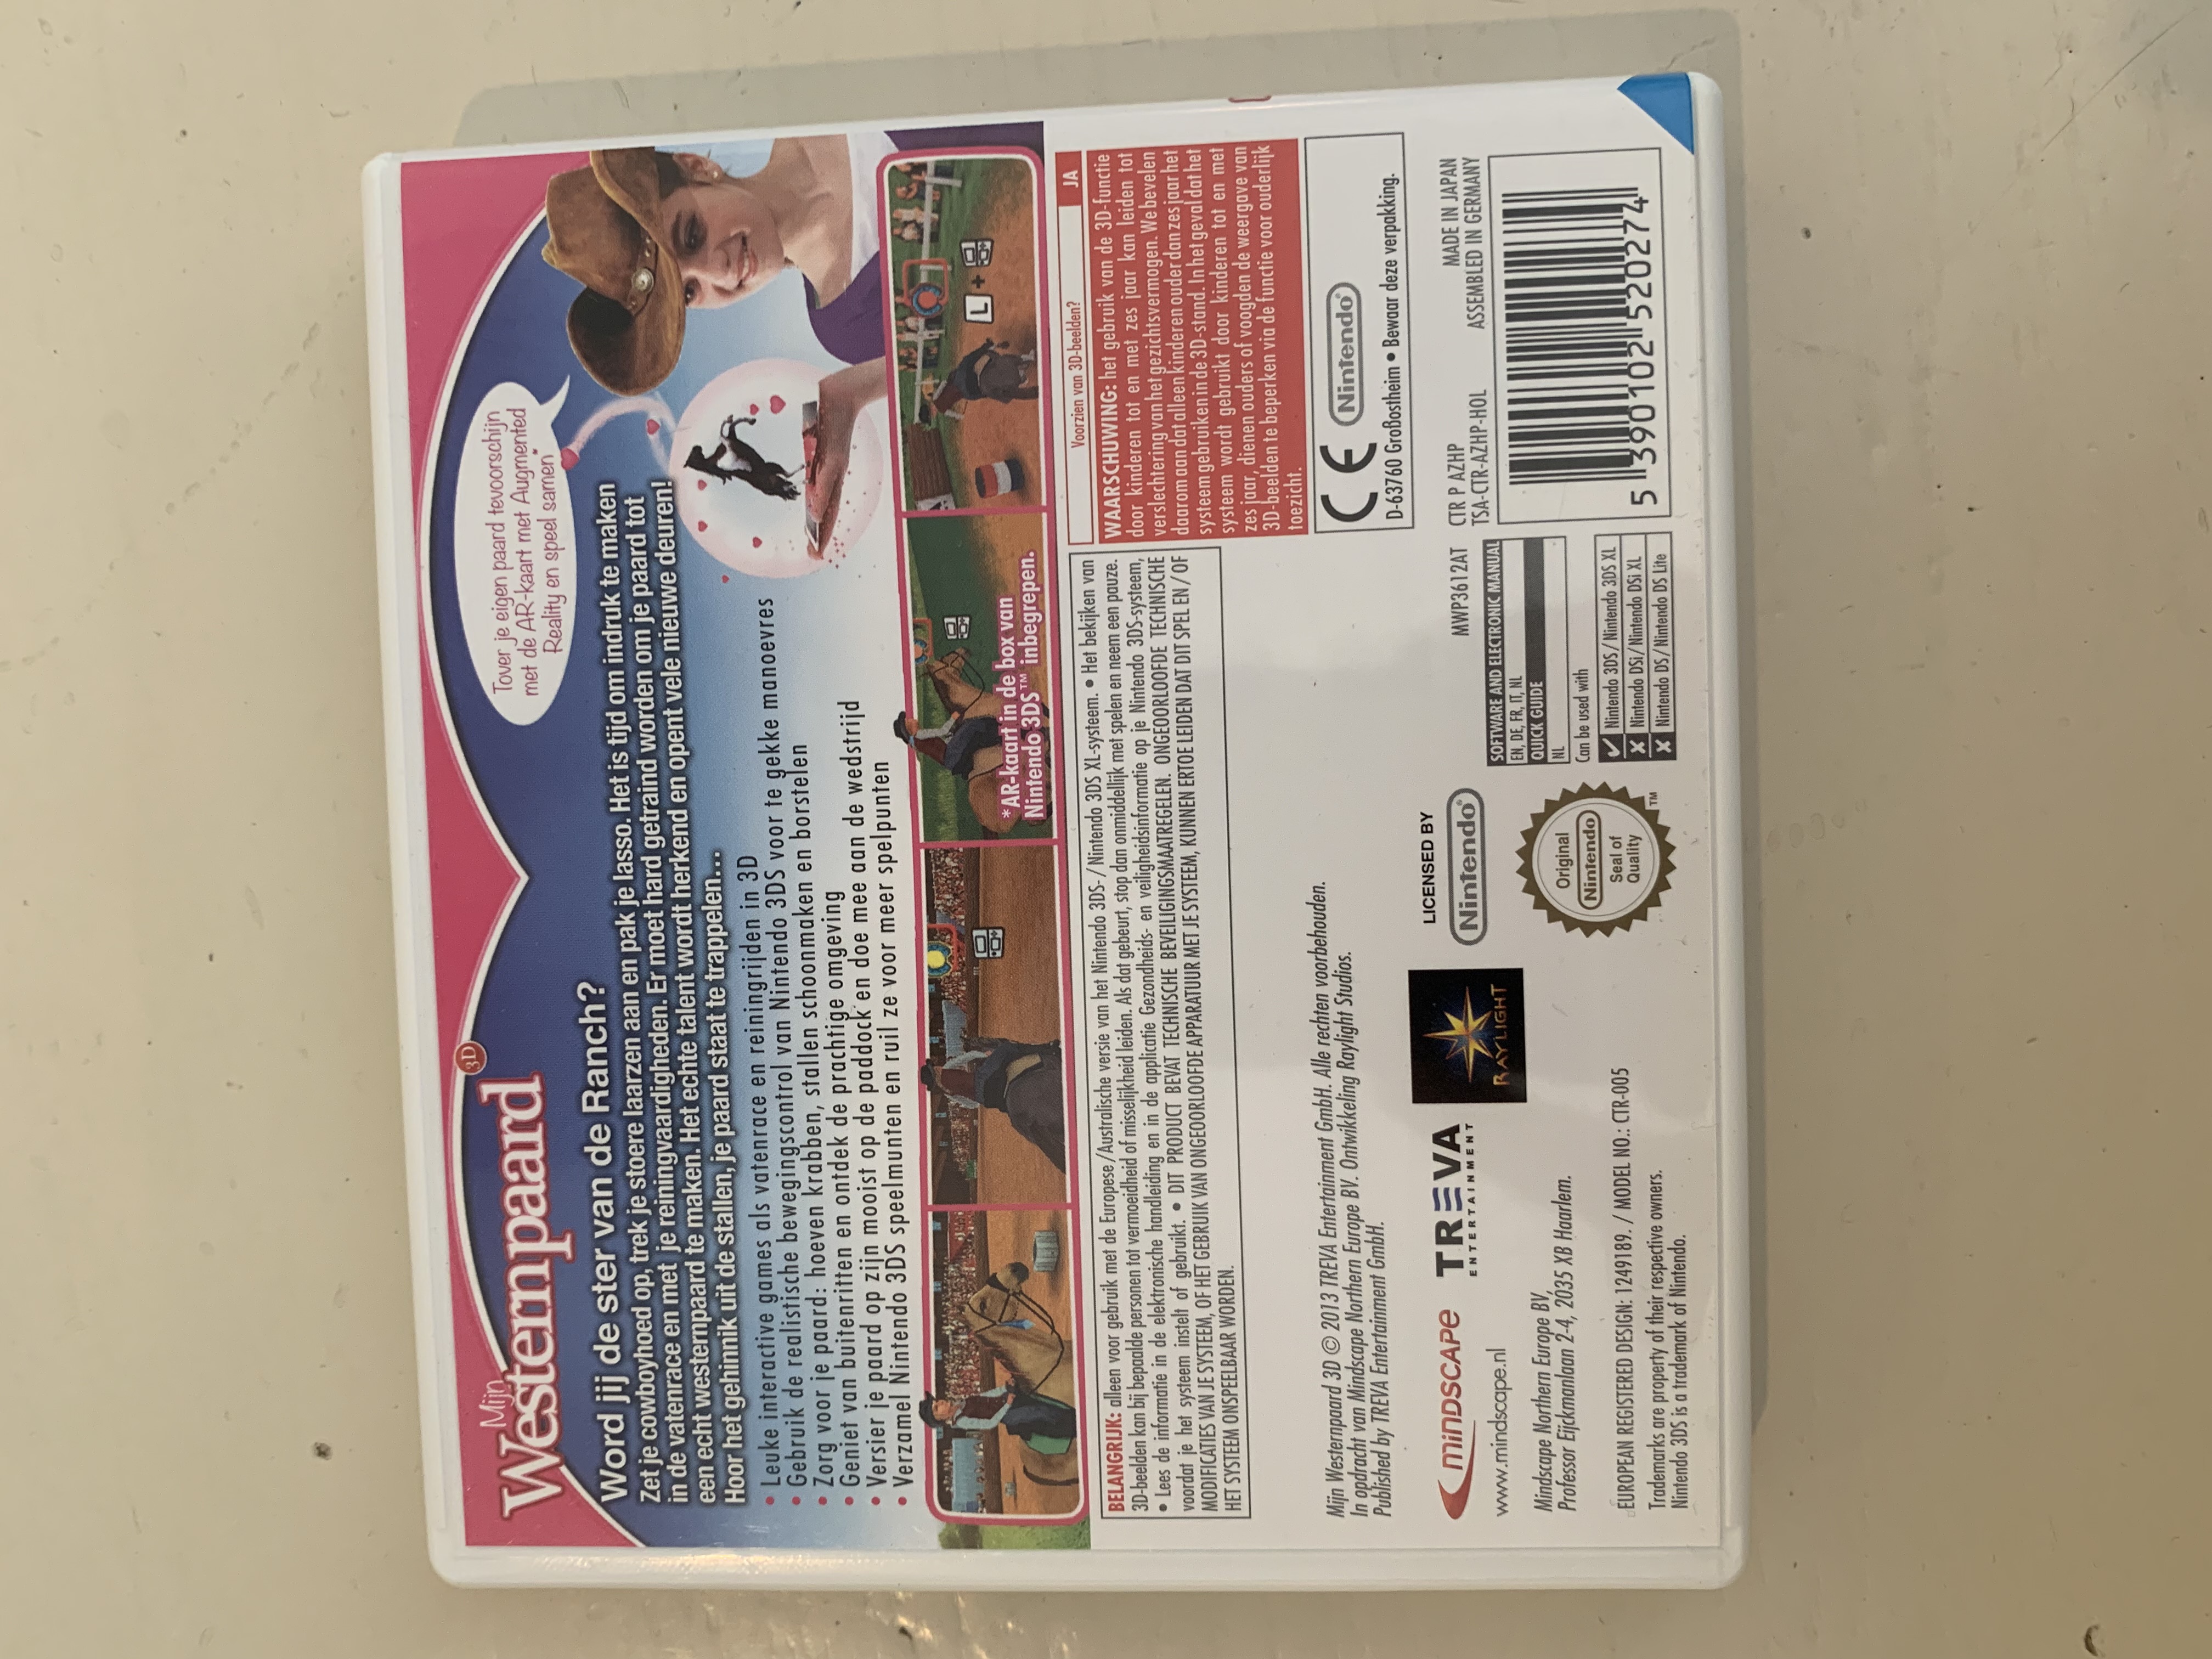 Mijn
Westernpaard
3D
Tover je eigen paard tevoorschijn
met de AR-kaart met Augmented
Reality en speel samen*
Word jij de ster van de Ranch?
Zet je cowboyhoed op, trek je stoere laarzen aan en pak je lasso. Het is tijd om indruk te maken
in de vatenrace en met je reiningvaardigheden. Er moet hard getraind worden om je paard tot
een echt westernpaard te maken. Het echte talent wordt herkend en opent vele nieuwe deuren!
Hoor het gehinnik uit de stallen, je paard staat te trappelen...
• Leuke interactive games als vatenrace en reiningrijden in 3D
• Gebruik de realistische bewegingscontrol van Nintendo 3DS voor te gekke manoevres
• Zorg voor je paard: hoeven krabben, stallen schoonmaken en borstelen
• Geniet van buitenritten en ontdek de prachtige omgeving
• Versier je paard op zijn mooist op de paddock en doe mee aan de wedstrijd
• Verzamel Nintendo 3DS speelmunten en ruil ze voor meer spelpunten
*AR-kaart in de box van
Nintendo 3DS™ inbegrepen.
L +
BELANGRIJK: alleen voor gebruik met de Europese/Australische versie van het Nintendo 3DS-/Nintendo 3DS XL-systeem. • Het bekijken van
3D-beelden kan bij bepaalde personen tot vermoeidheid of misselijkheid leiden. Als dat gebeurt, stop dan onmiddellijk met spelen en neem een pauze.
• Lees de informatie in de elektronische handleiding en in de applicatie Gezondheids- en veiligheidsinformatie op je Nintendo 3DS-systeem,
voordat je het systeem instelt of gebruikt. • DIT PRODUCT BEVAT TECHNISCHE BEVEILIGINGSMAATREGELEN. ONGEOORLOOFDE TECHNISCHE
MODIFICATIES VAN JE SYSTEEM, OF HET GEBRUIK VAN ONGEOORLOOFDE APPARATUUR MET JE SYSTEEM, KUNNEN ERTOE LEIDEN DAT DIT SPEL EN/OF
HET SYSTEEM ONSPEELBAAR WORDEN.
Voorzien van 3D-beelden? JA
WAARSCHUWING: het gebruik van de 3D-functie
door kinderen tot en met zes jaar kan leiden tot
verslechtering van het gezichtsvermogen. We bevelen
daarom aan dat alleen kinderen ouder dan zes jaar het
systeem gebruiken in de 3D-stand. In het geval dat het
systeem wordt gebruikt door kinderen tot en met
zes jaar, dienen ouders of voogden de weergave van
3D-beelden te beperken via de functie voor ouderlijk
toezicht.
CE Nintendo®
D-63760 Großostheim • Bewaar deze verpakking.
Mijn Westernpaard 3D © 2013 TREVA Entertainment GmbH. Alle rechten voorbehouden.
In opdracht van Mindscape Northern Europe BV. Ontwikkeling Raylight Studios.
Published by TREVA Entertainment GmbH.
mindscape
TREVA
ENTERTAINMENT
RAYLIGHT
LICENSED BY
Nintendo®
www.mindscape.nl
Mindscape Northern Europe BV,
Professor Eijckmanlaan 2-4, 2035 XB Haarlem.
EUROPEAN REGISTERED DESIGN: 1249189. / MODEL NO.: CTR-005
Trademarks are property of their respective owners.
Nintendo 3DS is a trademark of Nintendo.
Original
Nintendo
Seal of
Quality
TM
MWP3612AT
CTR P AZHP
TSA-CTR-AZHP-HOL
MADE IN JAPAN
ASSEMBLED IN GERMANY
SOFTWARE AND ELECTRONIC MANUAL
EN, DE, FR, IT, NL
QUICK GUIDE
NL
Can be used with
Nintendo 3DS/Nintendo 3DS XL
Nintendo DSi/Nintendo DSi XL
Nintendo DS/Nintendo DS Lite
5 390102 520274